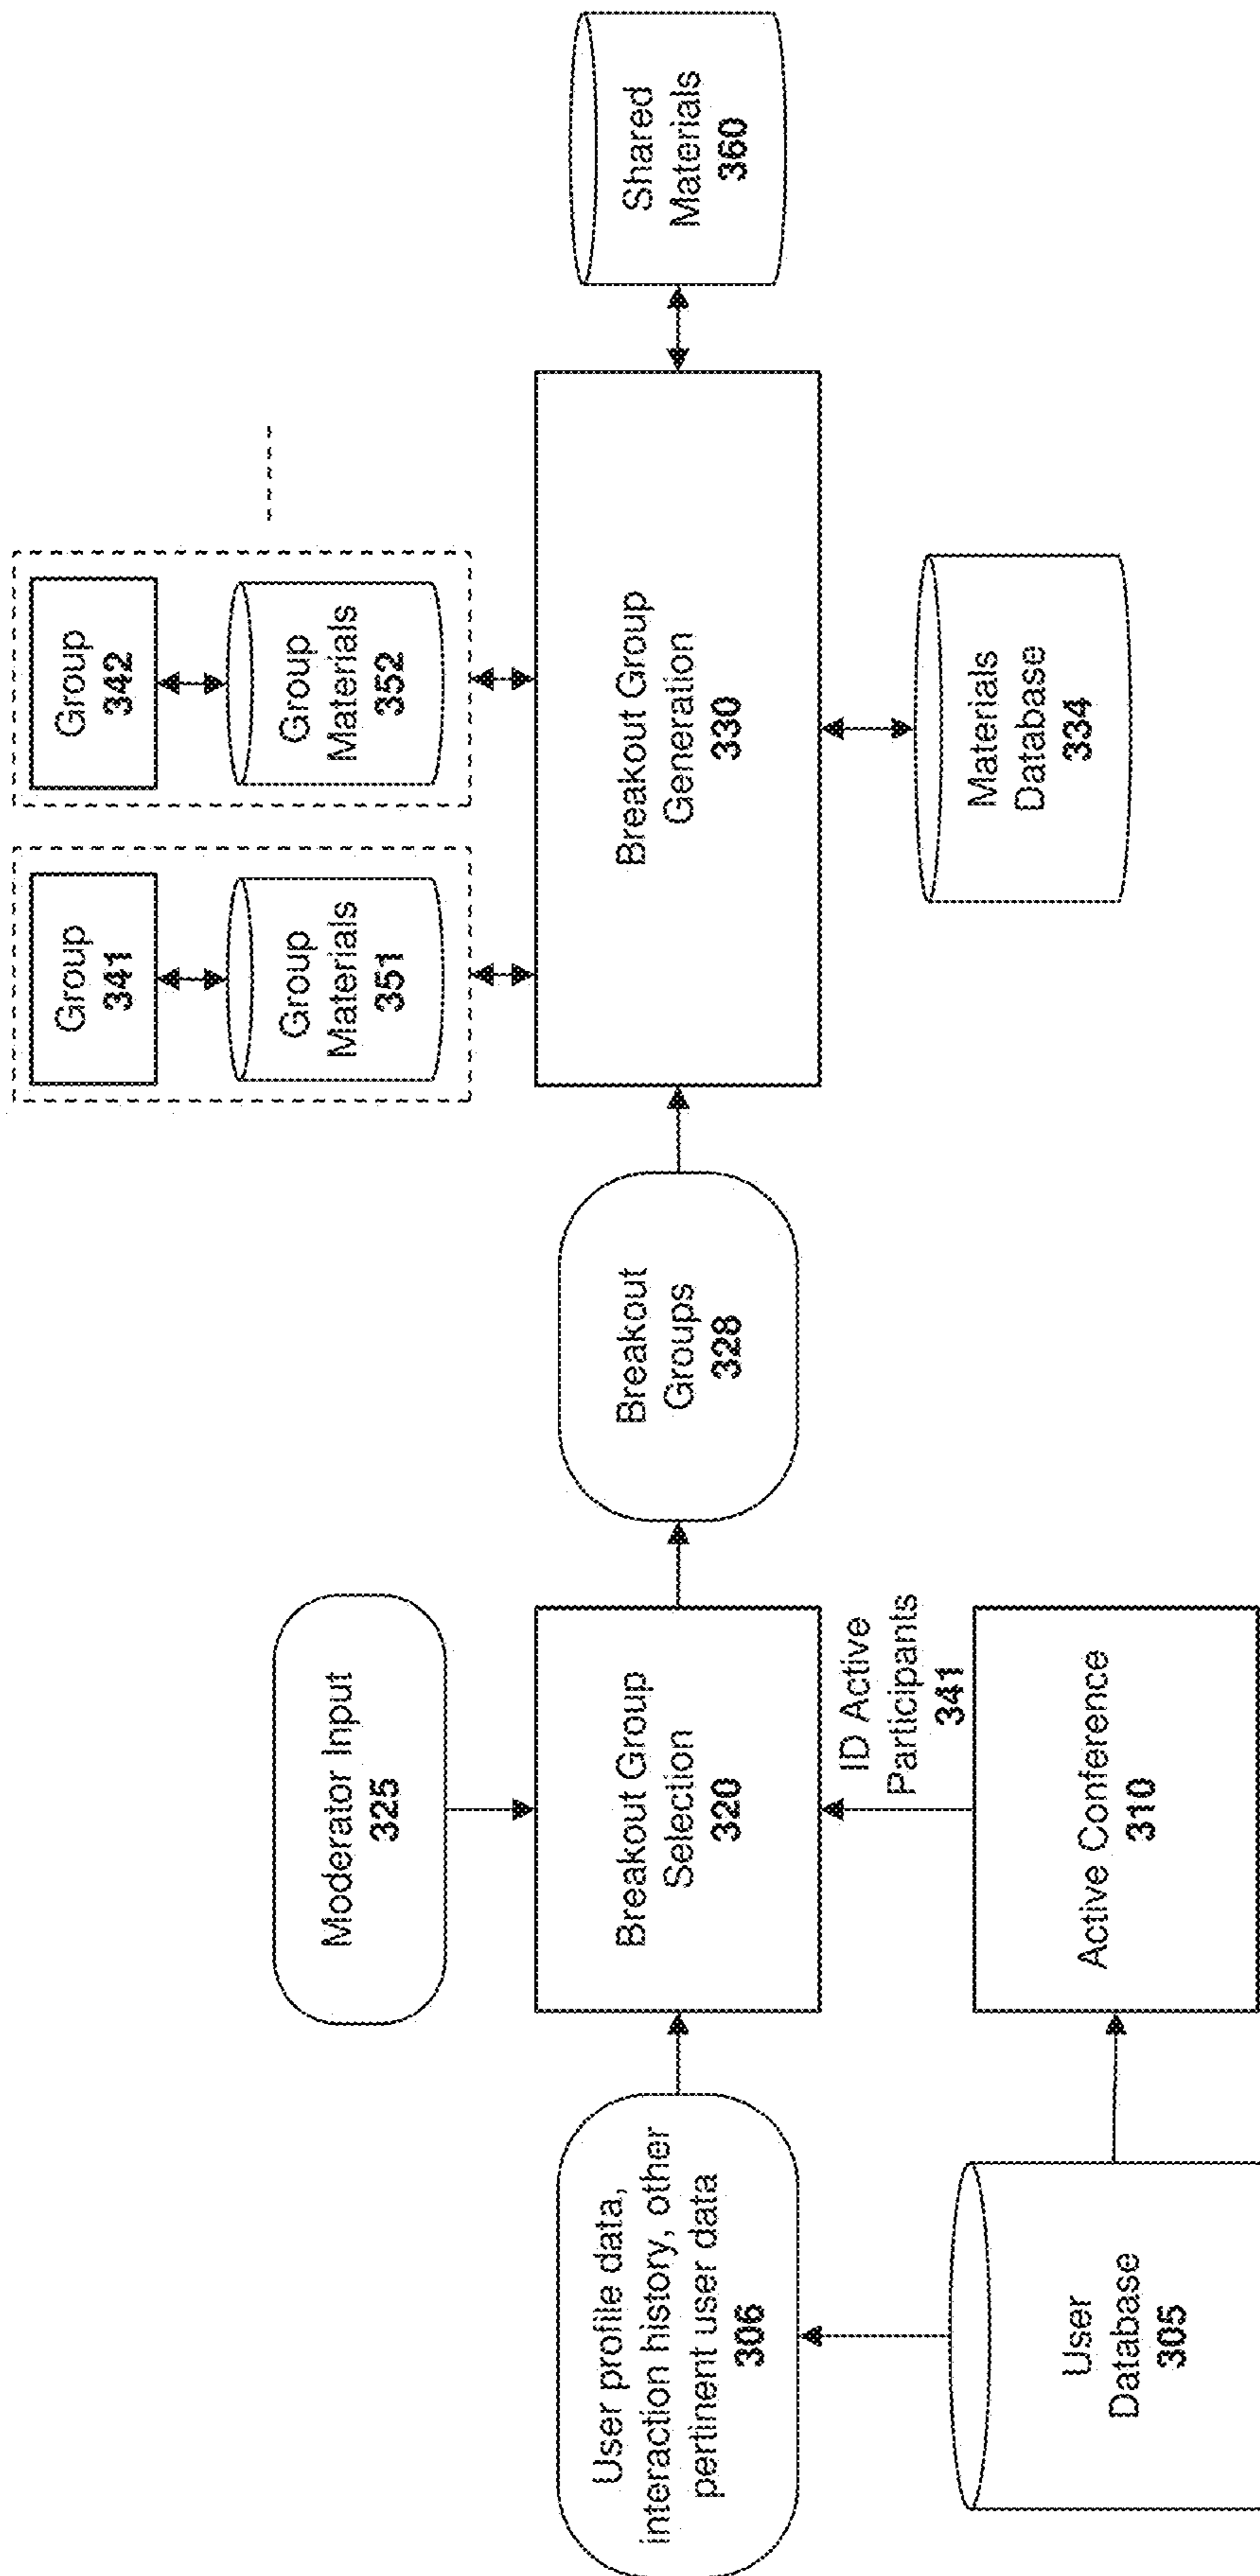 Moderator Input
325
User profile data,
interaction history, other
pertinent user data
306
Breakout Group
Selection
320
Breakout
Groups
328
ID Active
Participants
341
User
Database
305
Active Conference
310
Group
341
Group
Materials
351
Group
342
Group
Materials
352
Breakout Group
Generation
330
Shared
Materials
360
Materials
Database
334